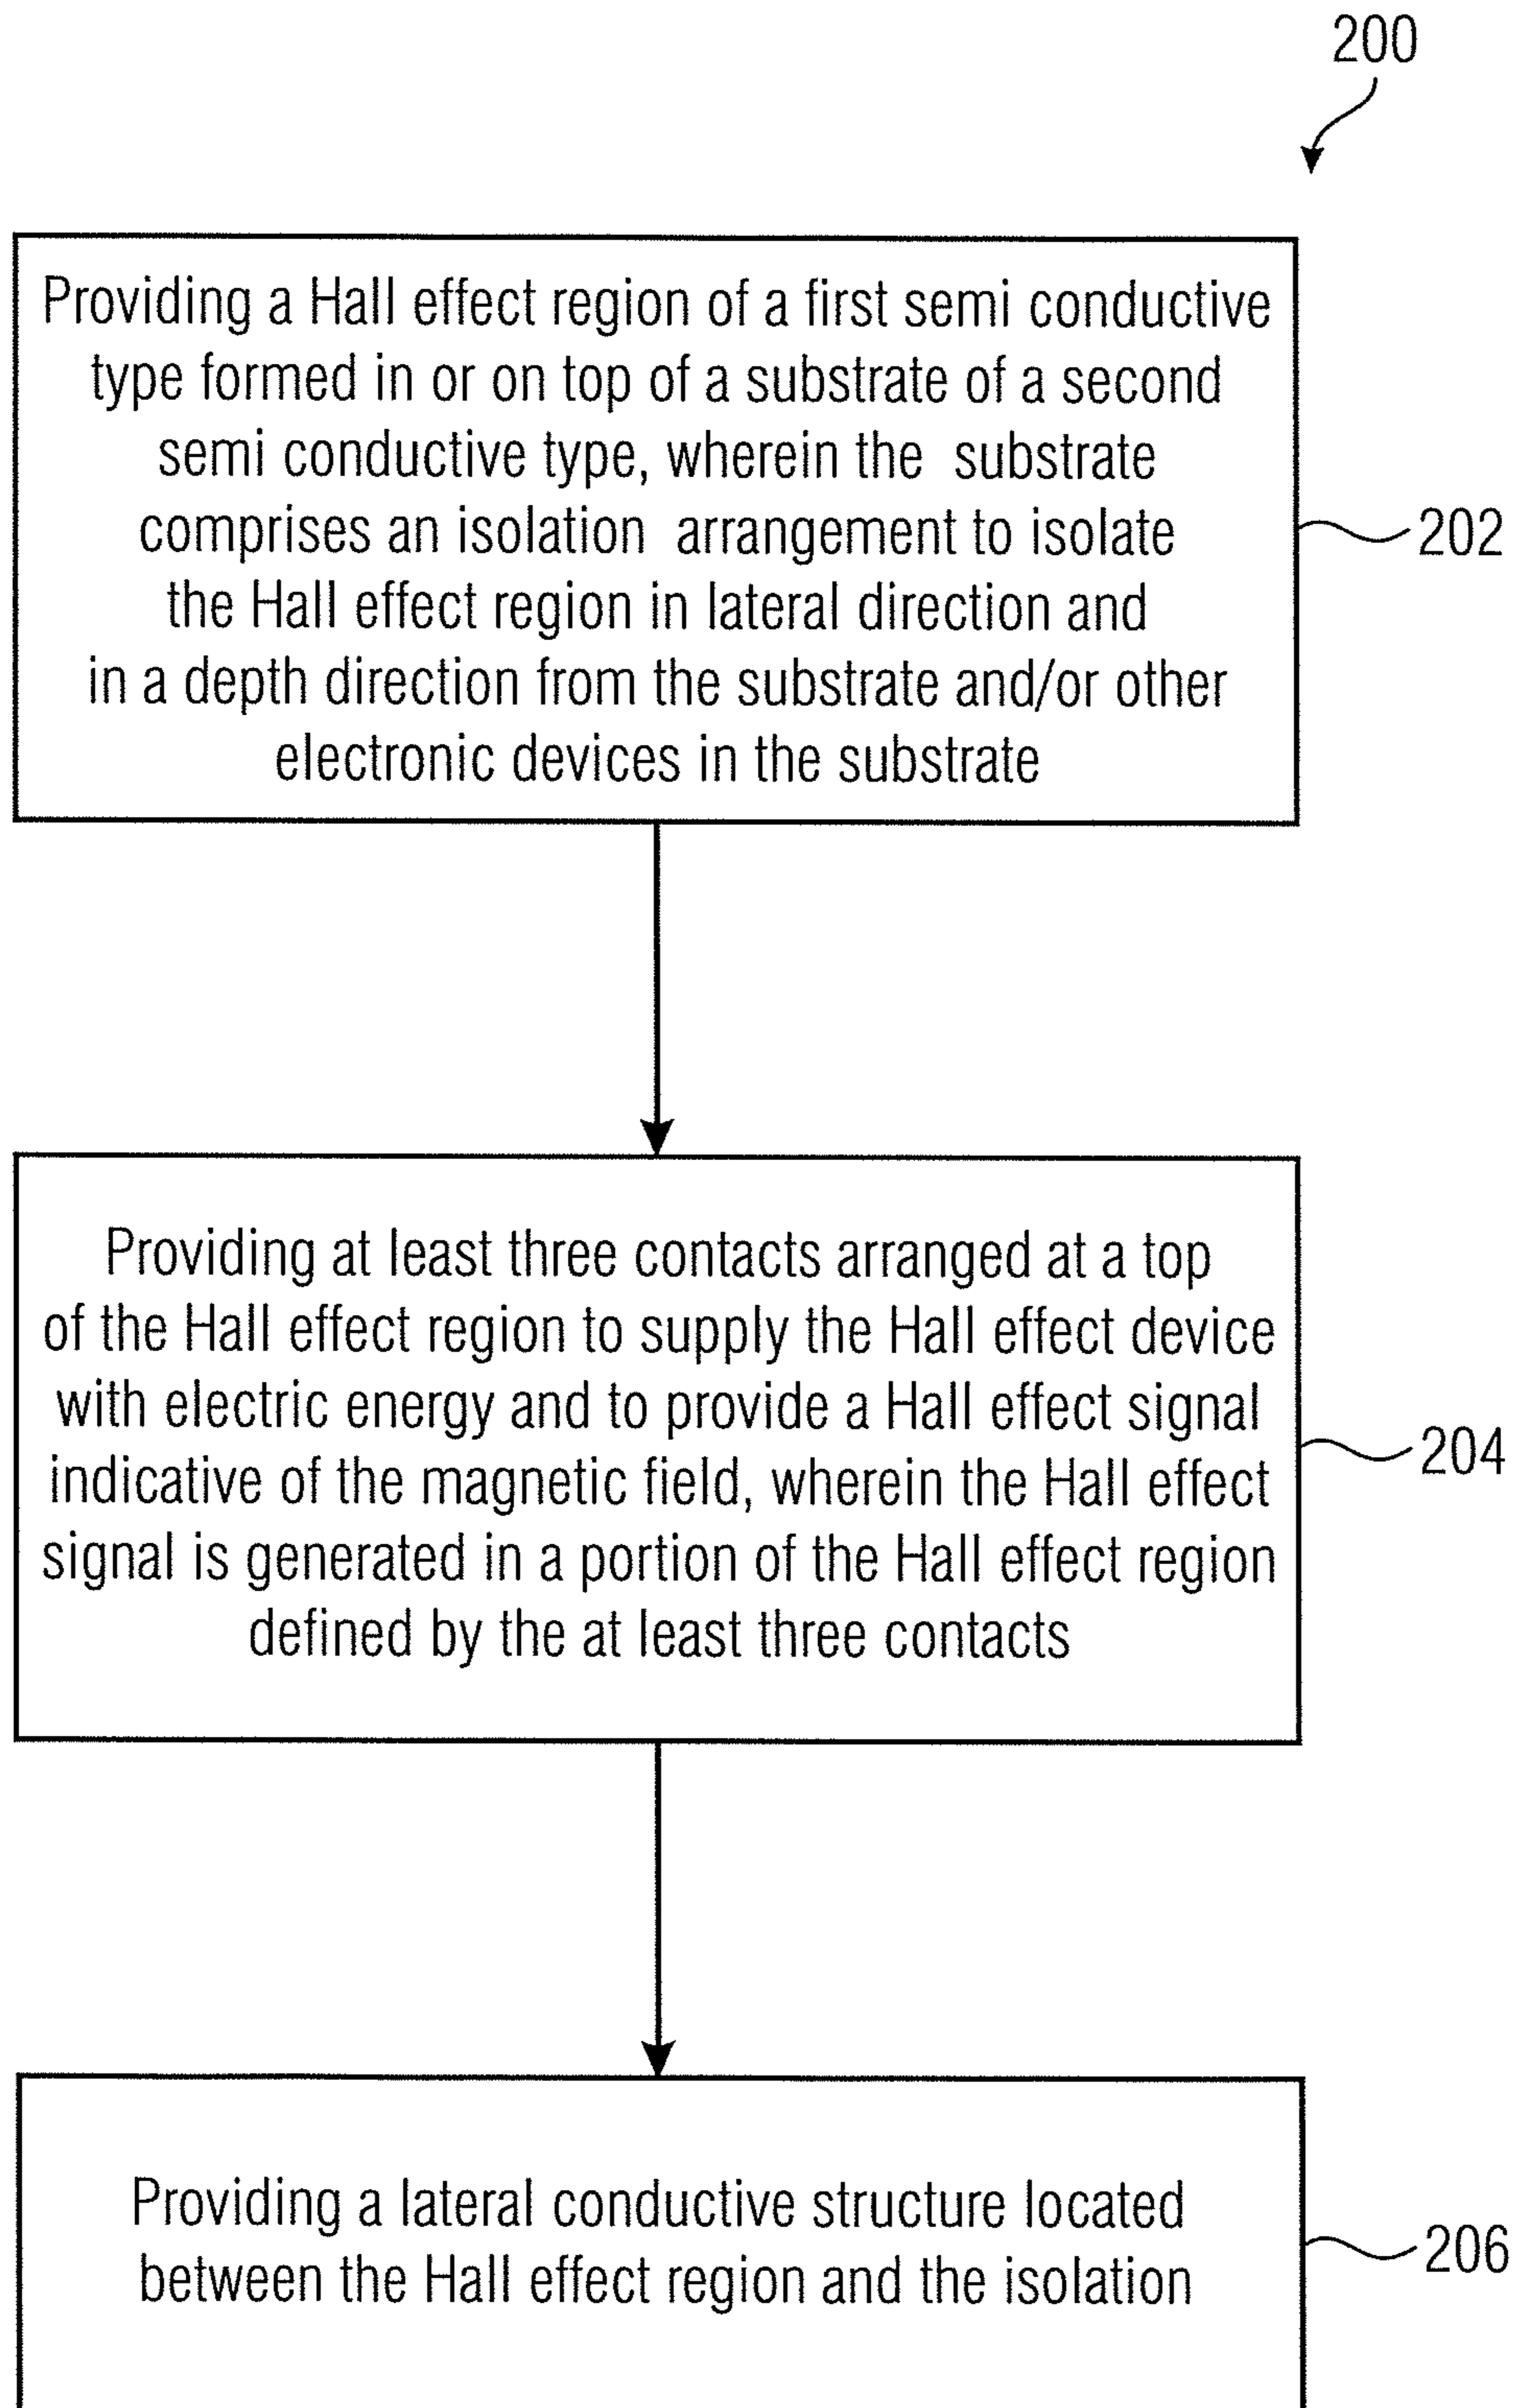 200
Providing a Hall effect region of a first semi conductive
type formed in or on top of a substrate of a second
semi conductive type, wherein the substrate
comprises an isolation arrangement to isolate
the Hall effect region in lateral direction and
in a depth direction from the substrate and/or other
electronic devices in the substrate
202
Providing at least three contacts arranged at a top
of the Hall effect region to supply the Hall effect device
with electric energy and to provide a Hall effect signal
indicative of the magnetic field, wherein the Hall effect
signal is generated in a portion of the Hall effect region
defined by the at least three contacts
204
Providing a lateral conductive structure located
between the Hall effect region and the isolation
206